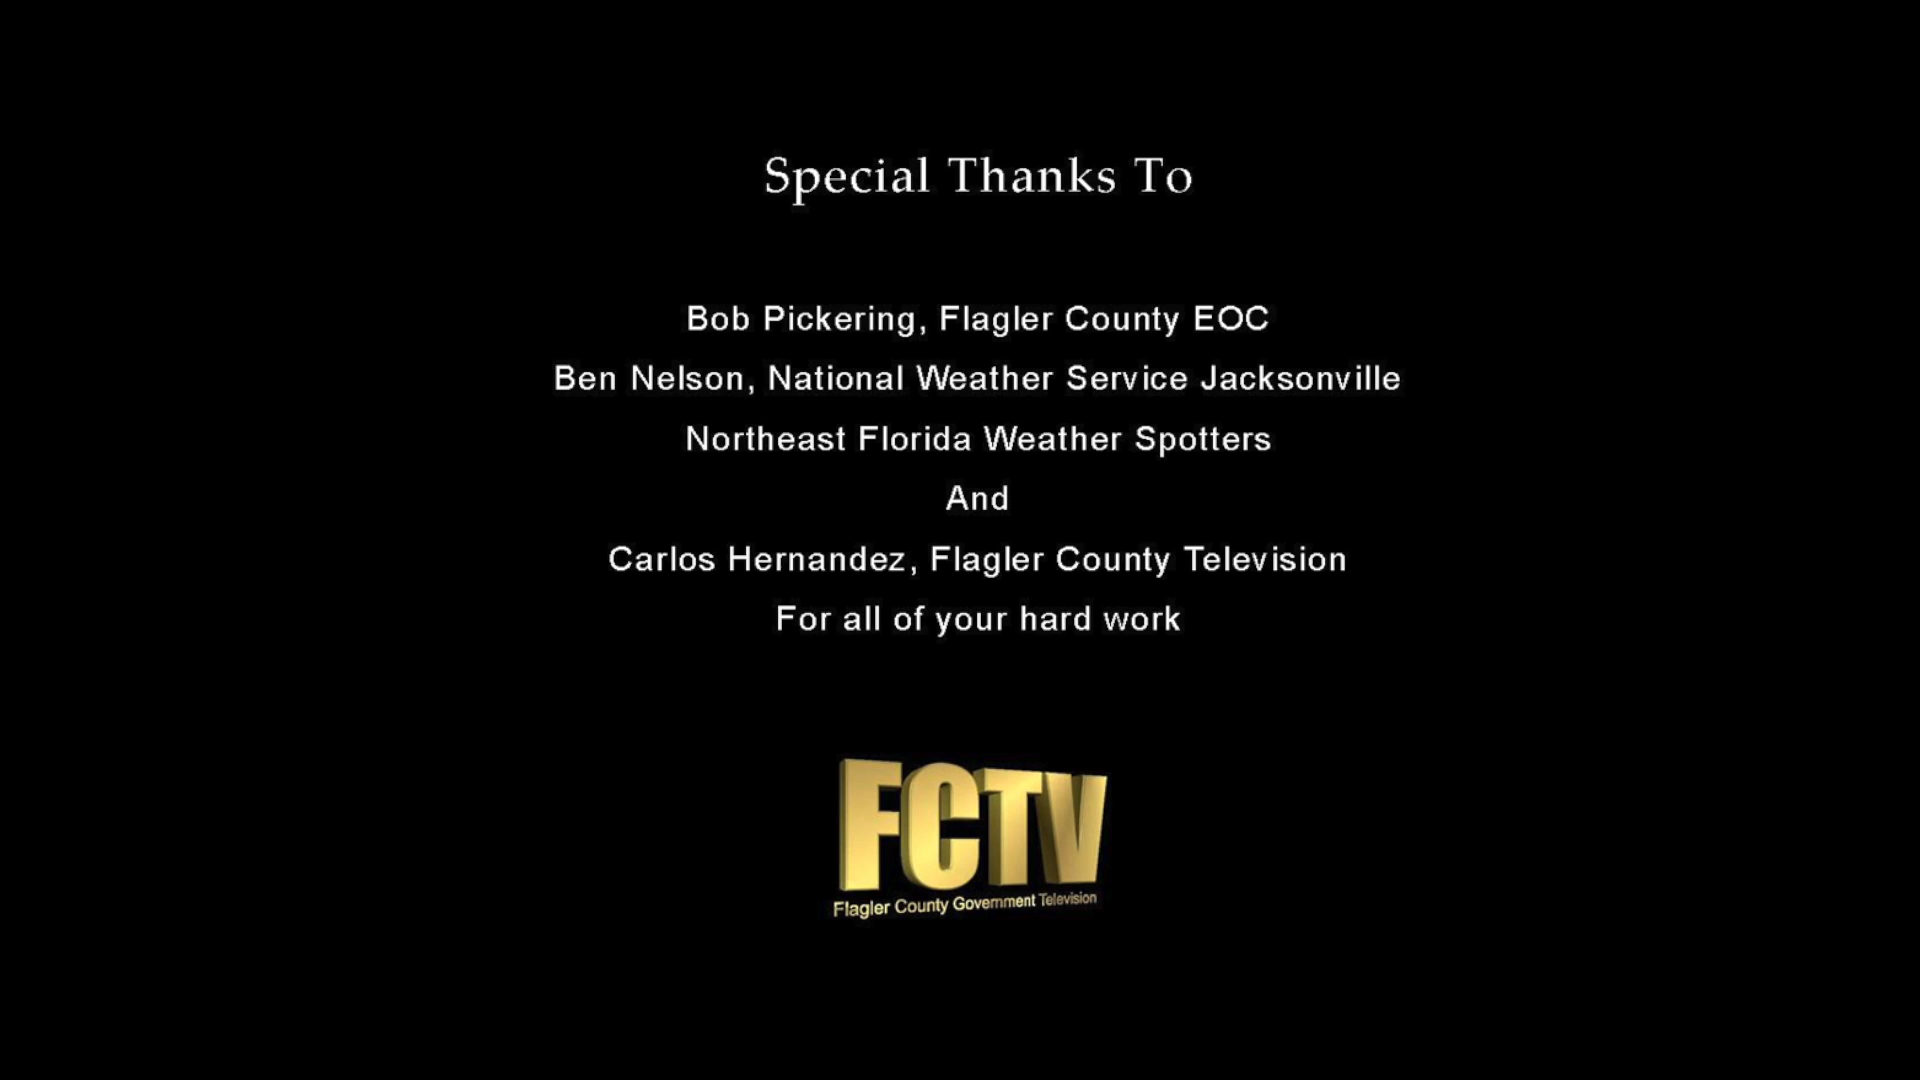 Special Thanks To
Bob Pickering, Flagler County EOC
Ben Nelson, National Weather Service Jacksonville
Northeast Florida Weather Spotters
And
Carlos Hernandez, Flagler County Television
For all of your hard work
FCTV
Flagler County Government Television